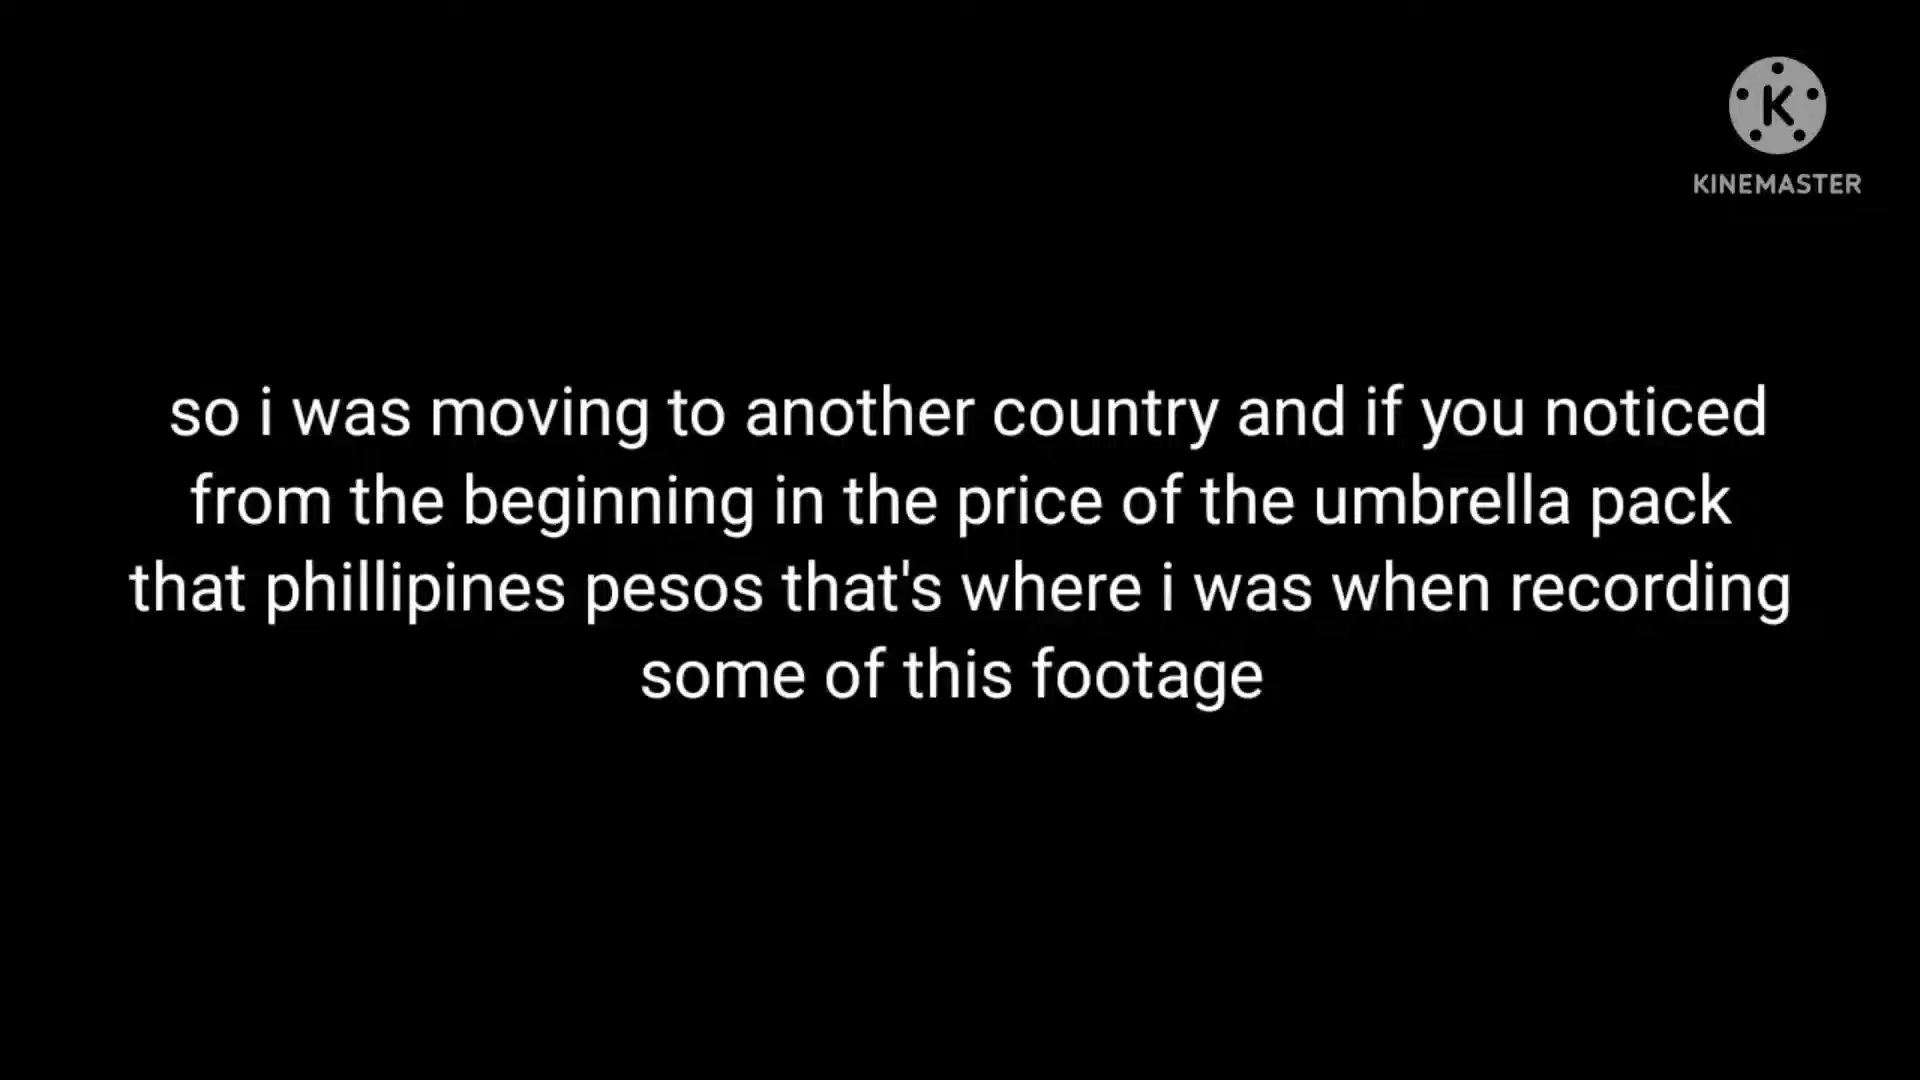 K
KINEMASTER
so i was moving to another country and if you noticed
from the beginning in the price of the umbrella pack
that phillipines pesos that's where i was when recording
some of this footage